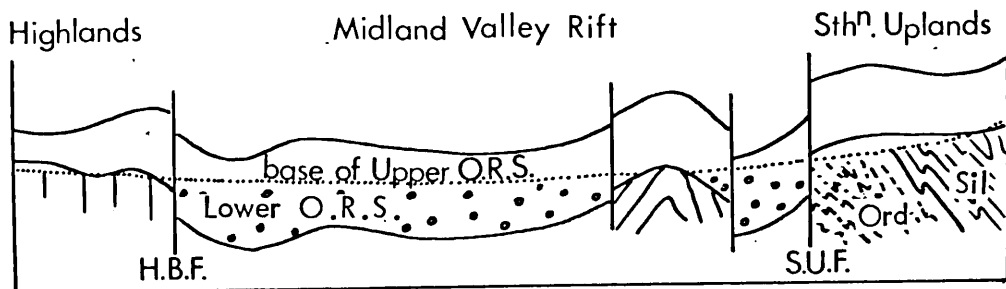 Highlands Midland Valley Rift Sthn. Uplands
base of Upper O.R.S.
Lower O.R.S.
Sil
Ord
H.B.F. S.U.F.